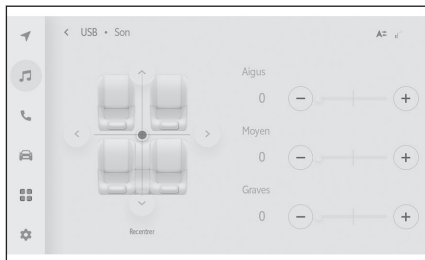 USB • Son
A
Aigus
0
Moyen
0
Graves
0
Recentrer